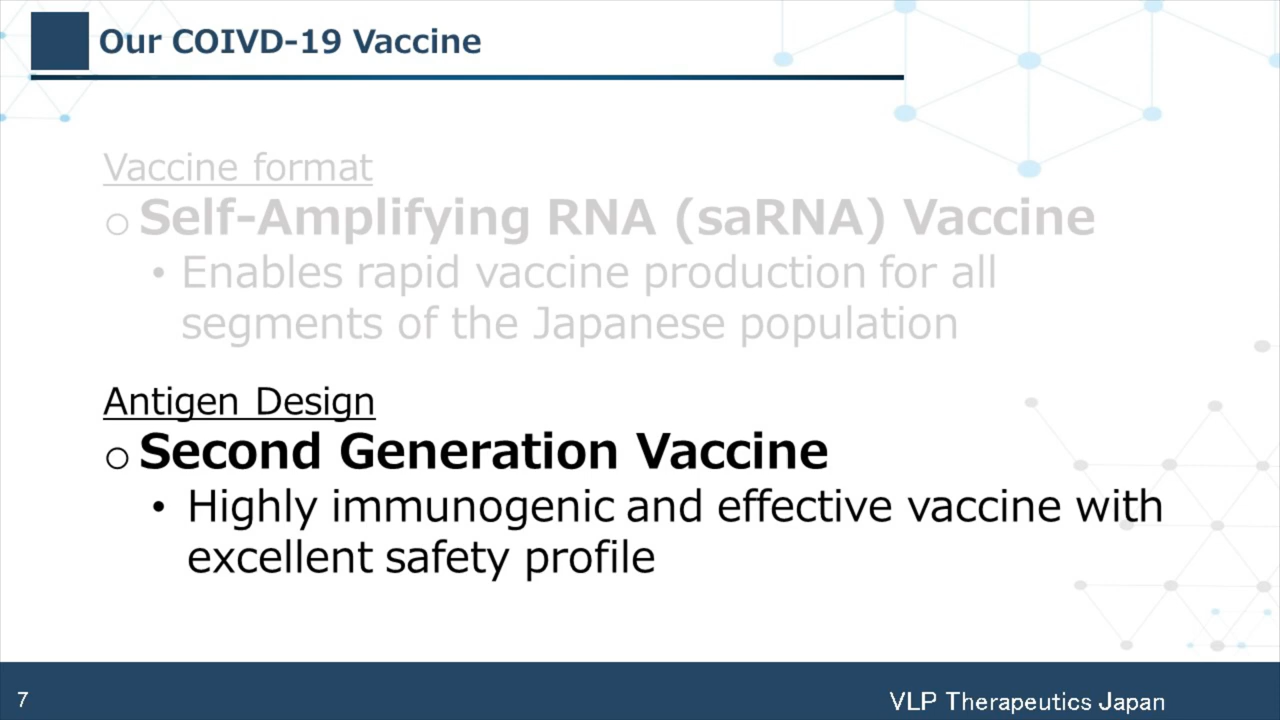 Our COIVD-19 Vaccine
Vaccine format
o Self-Amplifying RNA (saRNA) Vaccine
• Enables rapid vaccine production for all
segments of the Japanese population
Antigen Design
o Second Generation Vaccine
• Highly immunogenic and effective vaccine with
excellent safety profile
7
VLP Therapeutics Japan